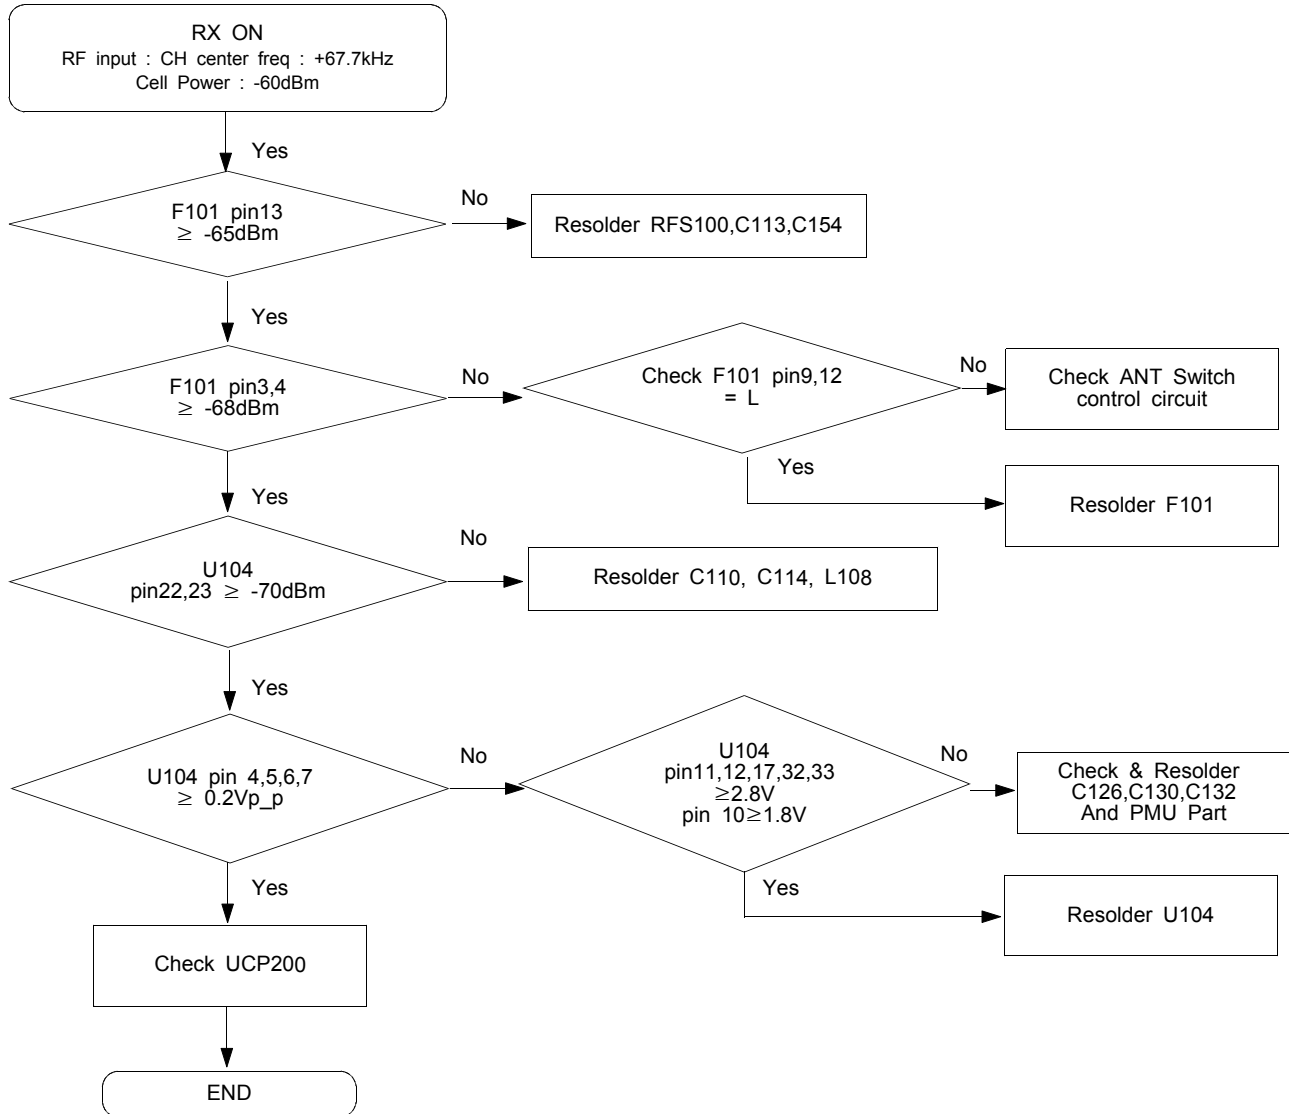 RX ON
RF input : CH center freq : +67.7kHz
Cell Power : -60dBm
Yes
F101 pin13
≥ -65dBm
No
Resolder RFS100,C113,C154
Yes
F101 pin3,4
≥ -68dBm
No
Check F101 pin9,12
= L
No
Check ANT Switch
control circuit
Yes
Resolder F101
Yes
U104
pin22,23 ≥ -70dBm
No
Resolder C110, C114, L108
Yes
U104 pin 4,5,6,7
≥ 0.2Vp_p
No
U104
pin11,12,17,32,33
≥2.8V
pin 10≥1.8V
No
Check & Resolder
C126,C130,C132
And PMU Part
Yes
Resolder U104
Yes
Check UCP200
END